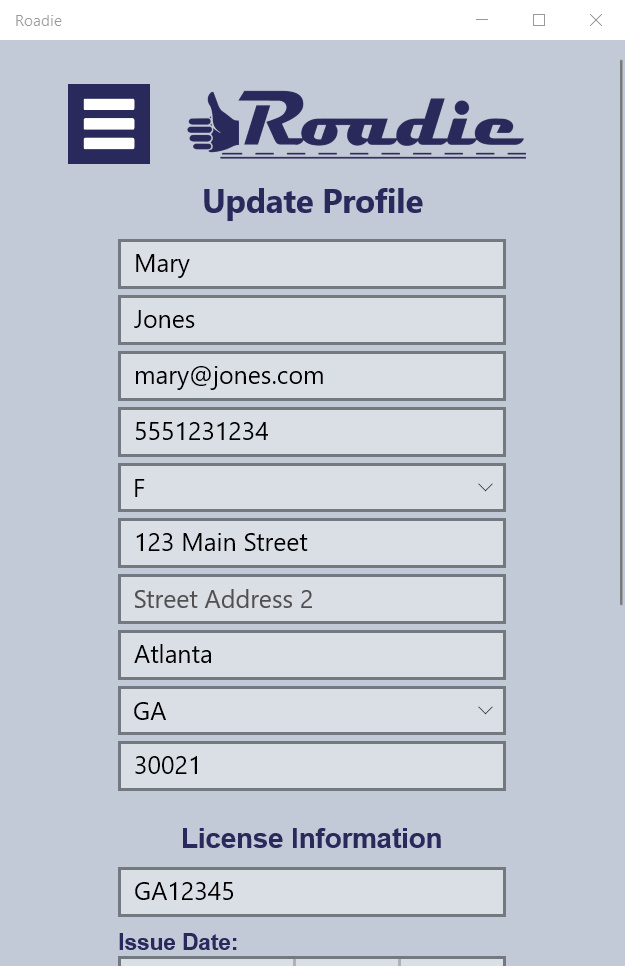 Roadie
Roadie
Update Profile
Mary
Jones
mary@jones.com
5551231234
F
123 Main Street
Street Address 2
Atlanta
GA
30021
License Information
GA12345
Issue Date: